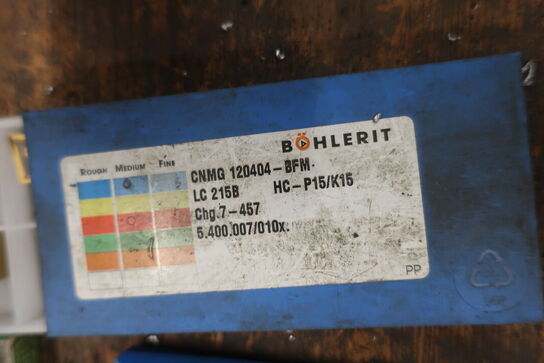 BÖHLERIT
ROUGH MEDIUM FINE
CNMG 120404-BFM-
LC 215B HC-P15/K15
Chg.7-457
5.400.007/010x.
PP